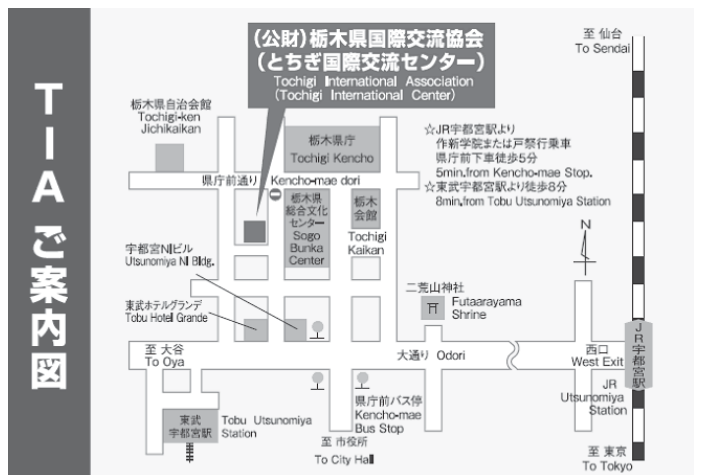 TIAご案内図
(公財)栃木県国際交流協会
(とちぎ国際交流センター)
Tochigi International Association
(Tochigi International Center)
至 仙台
To Sendai
栃木県自治会館
Tochigi-ken
Jichikaikan
栃木県庁
Tochigi Kencho
☆JR宇都宮駅より
作新学院または戸祭行乗車
県庁前下車徒歩5分
5min.from Kencho-mae Stop.
☆東武宇都宮駅より徒歩8分
8min.from Tobu Utsunomiya Station
県庁前通り Kencho-mae dori
栃木県
総合文化
センター
Sogo
Bunka
Center
栃木
会館
Tochigi
Kaikan
N
宇都宮NIビル
Utsunomiya NI Bldg.
二荒山神社
Futaarayama
Shrine
東武ホテルグランデ
Tobu Hotel Grande
至 大谷
To Oya
大通り Odori
西口
West Exit
JR宇都宮駅
JR
Utsunomiya
Station
県庁前バス停
Kencho-mae
Bus Stop
東武
宇都宮駅
Tobu Utsunomiya
Station
至 市役所
To City Hall
至 東京
To Tokyo